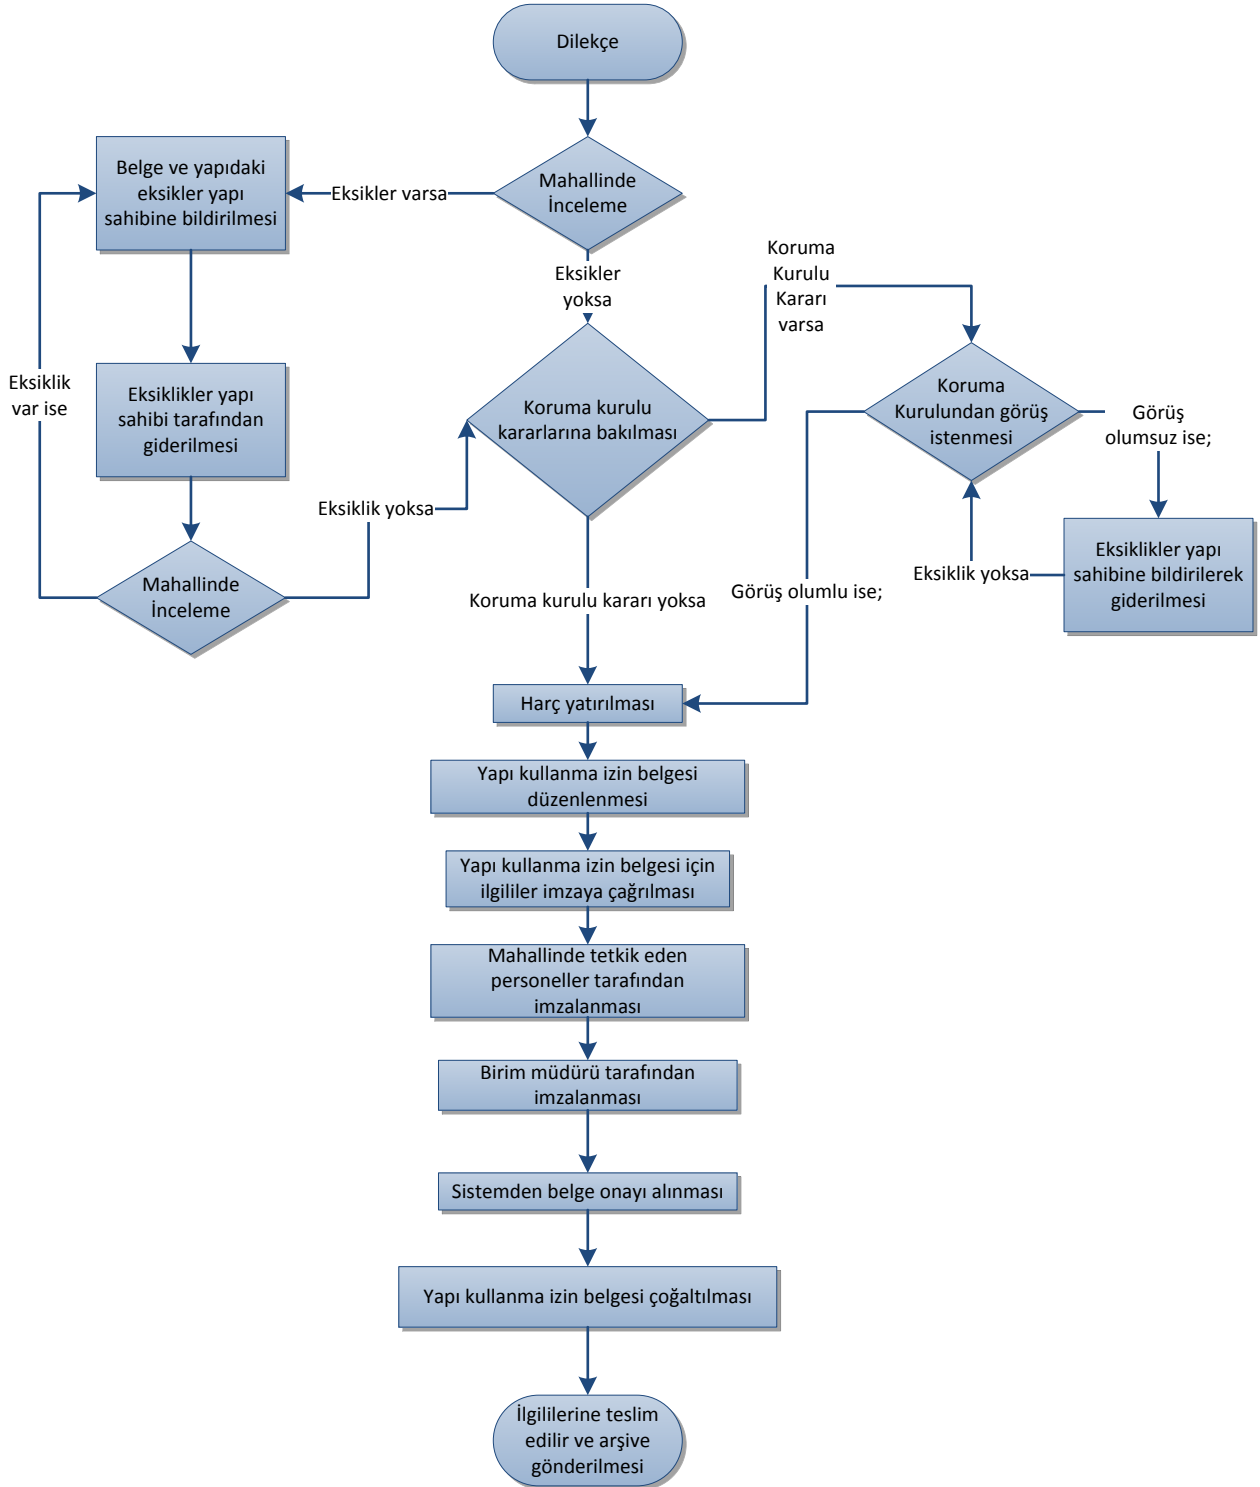 Dilekçe
Mahallinde
İnceleme
Eksikler varsa
Belge ve yapıdaki
eksikler yapı
sahibine bildirilmesi
Eksikler
yoksa
Koruma
Kurulu
Kararı
varsa
Eksiklik
var ise
Eksiklikler yapı
sahibi tarafından
giderilmesi
Koruma kurulu
kararlarına bakılması
Koruma
Kurulundan görüş
istenmesi
Görüş
olumsuz ise;
Eksiklik yoksa
Mahallinde
İnceleme
Koruma kurulu kararı yoksa
Görüş olumlu ise;
Eksiklik yoksa
Eksiklikler yapı
sahibine bildirilerek
giderilmesi
Harç yatırılması
Yapı kullanma izin belgesi
düzenlenmesi
Yapı kullanma izin belgesi için
ilgililer imzaya çağrılması
Mahallinde tetkik eden
personeller tarafından
imzalanması
Birim müdürü tarafından
imzalanması
Sistemden belge onayı alınması
Yapı kullanma izin belgesi çoğaltılması
İlgililerine teslim
edilir ve arşive
gönderilmesi